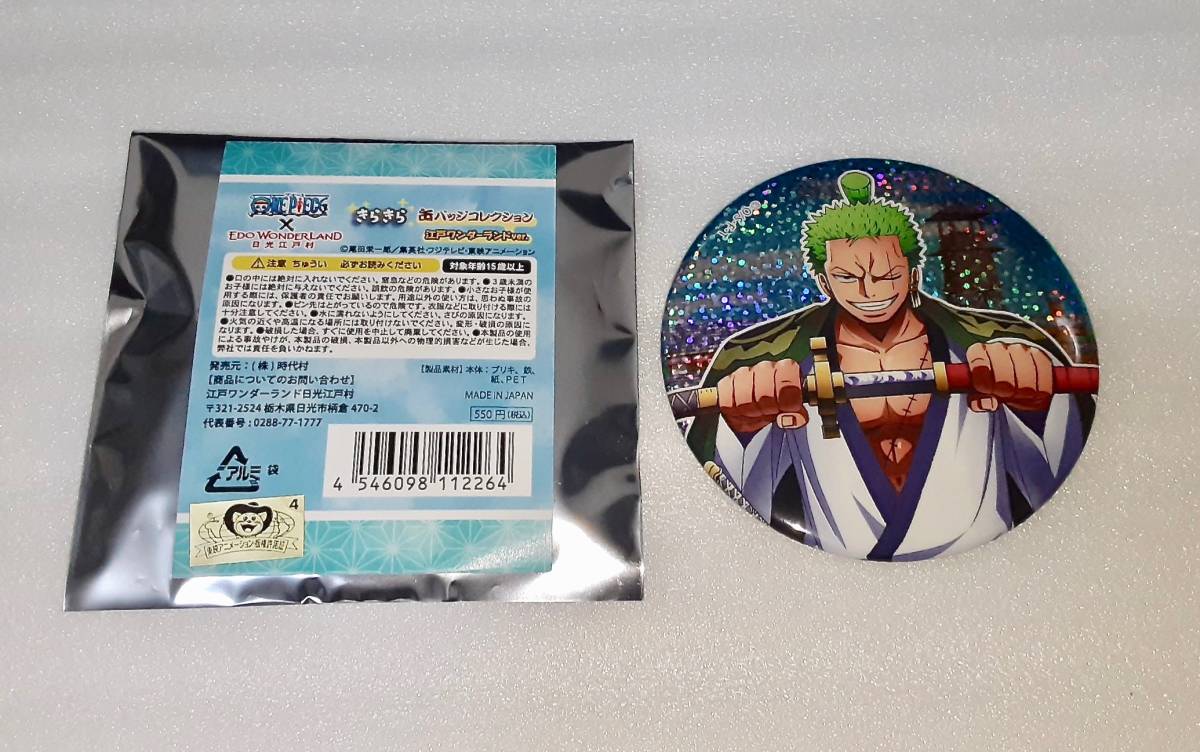 ONE PIECE
×
EDO WONDERLAND
日光江戸村
きらきら 缶バッジコレクション
江戸ワンダーランドver.
©尾田栄一郎/集英社・フジテレビ・東映アニメーション
注意 ちゅうい 必ずお読みください 対象年齢15歳以上
●口の中には絶対に入れないでください。窒息などの危険があります。●3歳未満の
お子様には絶対に与えないでください。誤飲の危険があります。●小さなお子様が使
用する際には、保護者の責任でお願いします。用途以外の使い方は、思わぬ事故の
原因になります。●ピン先はとがっているので危険です。衣服などに取り付ける際には
十分注意してください。●水に濡れないようにしてください。さびの原因になります。
●火気の近くや高温になる場所には取り付けないでください。変形・破損の原因に
なります。●破損した場合、すぐに使用を中止して廃棄してください。●本製品の使用
による事故やけが、本製品の破損、本製品以外への物理的損害などが生じた場合、
弊社では責任を負いかねます。
発売元:(株)時代村
【商品についてのお問い合わせ】
江戸ワンダーランド日光江戸村
〒321-2524 栃木県日光市柄倉 470-2
代表番号:0288-77-1777
【製品素材】本体:ブリキ、鉄、
紙、PET
MADE IN JAPAN
550円(税込)
アルミ 袋
4 546098 112264
4
東映アニメーション・版権許諾証